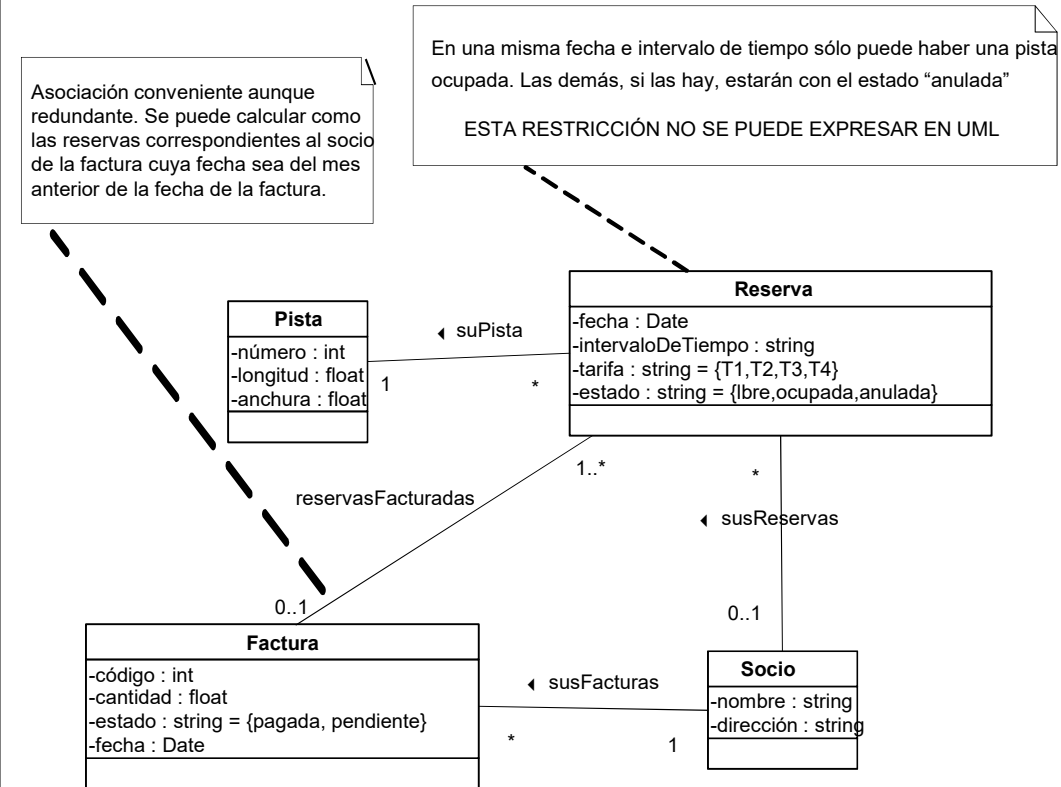 En una misma fecha e intervalo de tiempo sólo puede haber una pista
ocupada. Las demás, si las hay, estarán con el estado “anulada”
ESTA RESTRICCIÓN NO SE PUEDE EXPRESAR EN UML
Asociación conveniente aunque
redundante. Se puede calcular como
las reservas correspondientes al socio
de la factura cuya fecha sea del mes
anterior de la fecha de la factura.
Reserva
-fecha : Date
-intervaloDeTiempo : string
-tarifa : string = {T1,T2,T3,T4}
-estado : string = {lbre,ocupada,anulada}
Pista
-número : int
-longitud : float
-anchura : float
suPista
1
*
1..*
*
reservasFacturadas
susReservas
0..1
0..1
Factura
-código : int
-cantidad : float
-estado : string = {pagada, pendiente}
-fecha : Date
susFacturas
*
1
Socio
-nombre : string
-dirección : string